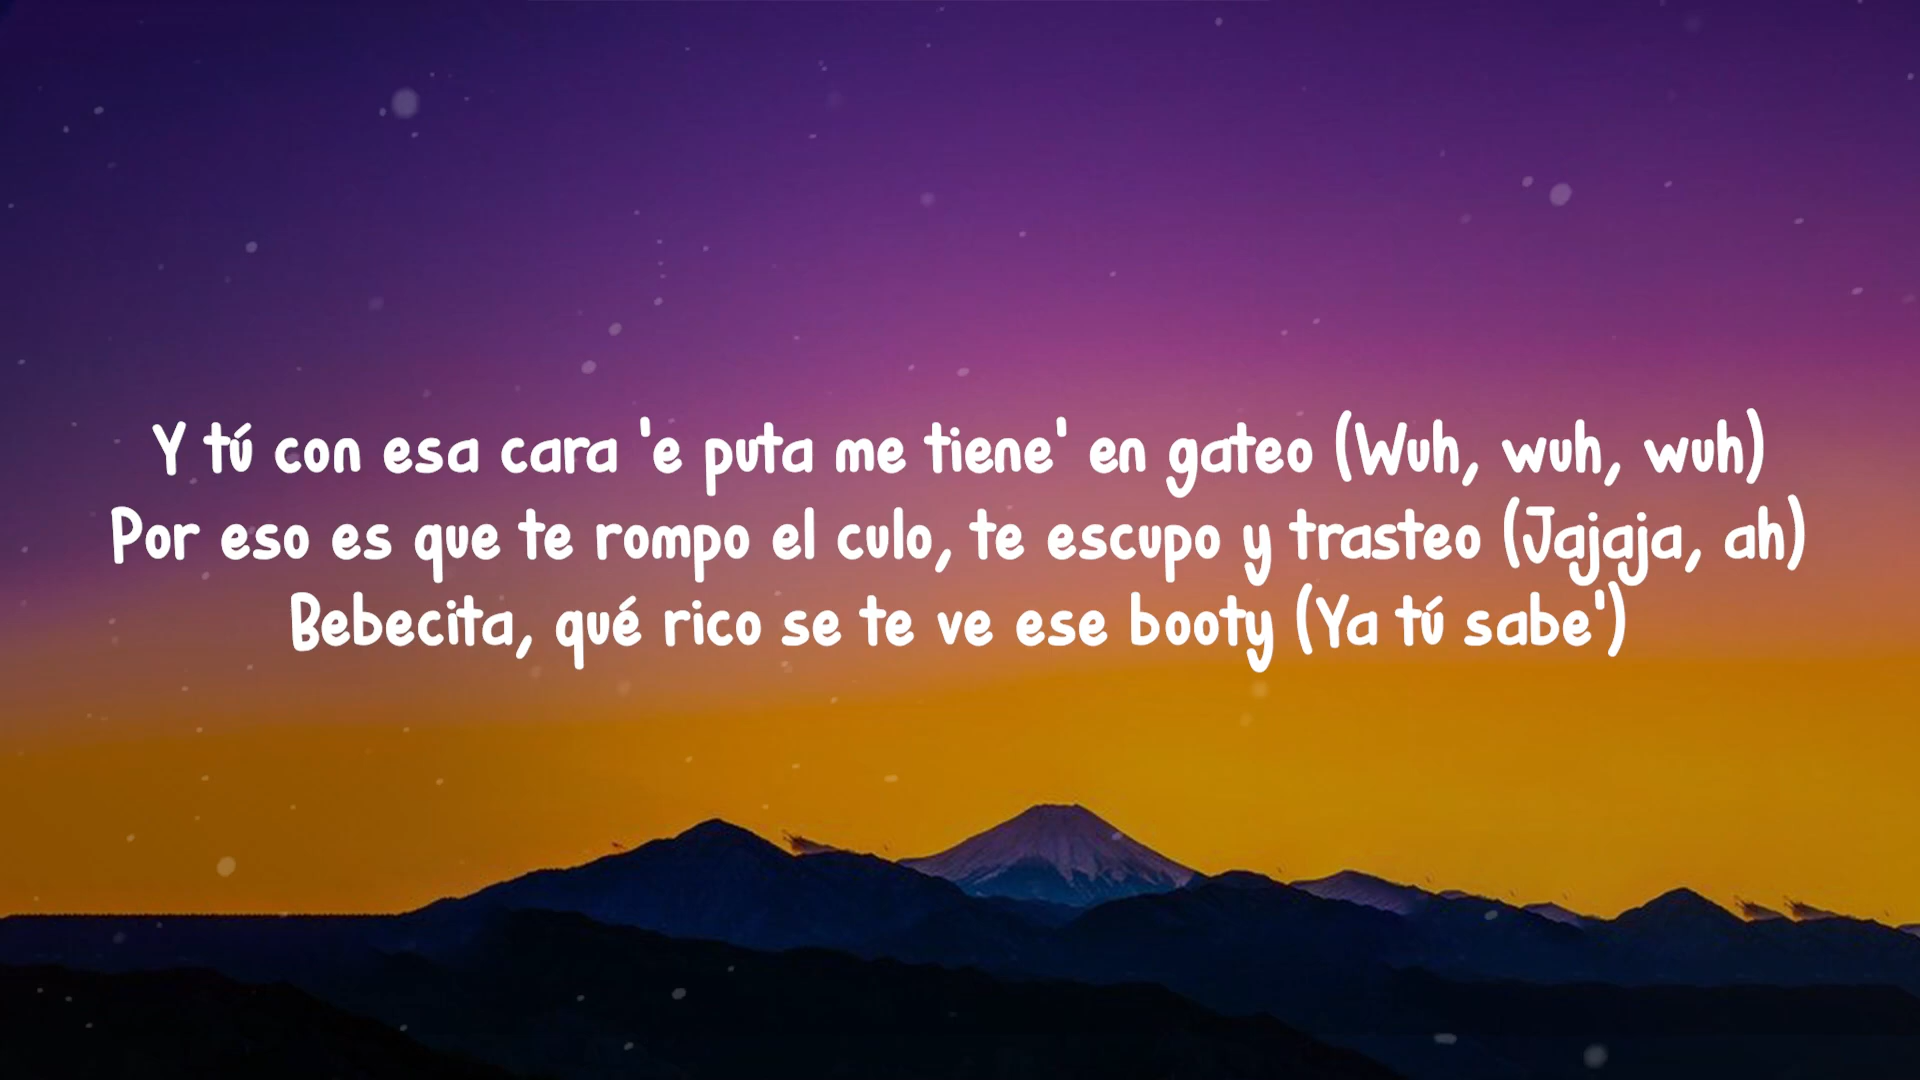 Y tú con esa cara 'e puta me tiene' en gateo (Wuh, wuh, wuh)
Por eso es que te rompo el culo, te escupo y trasteo (Jajaja, ah)
Bebecita, qué rico se te ve ese booty (Ya tú sabe')